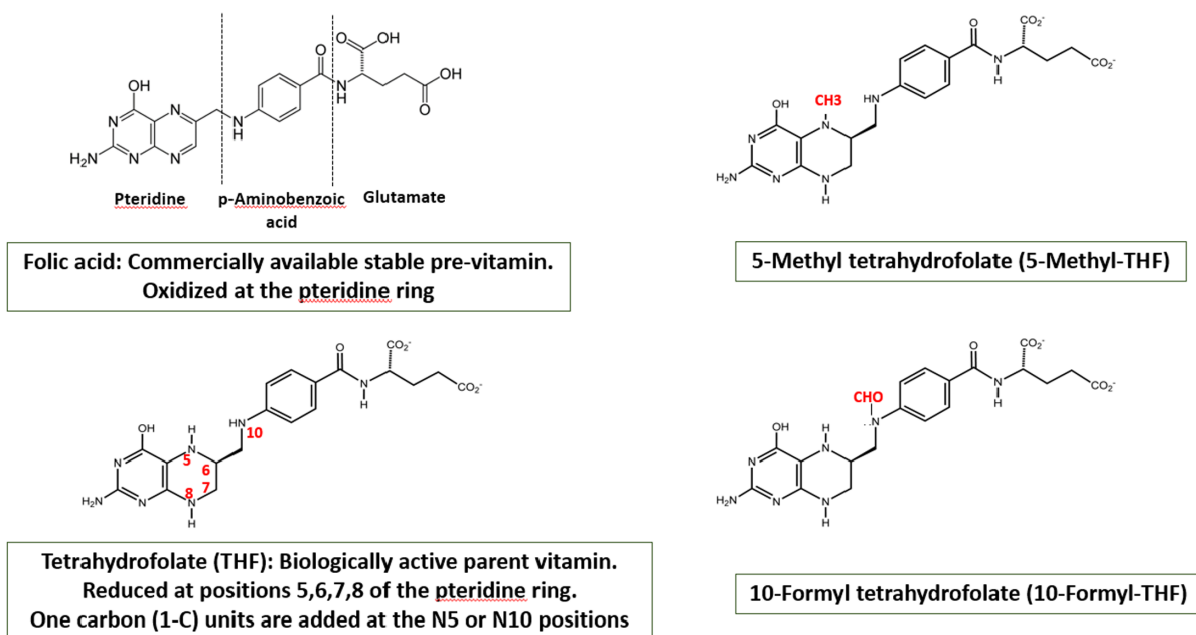 O
O
OH
OH
O
OH
N
H
N
H
N
N
N
N
H2N
Pteridine
p-Aminobenzoic
acid
Glutamate
Folic acid: Commercially available stable pre-vitamin.
Oxidized at the pteridine ring
CO2-
O
N
H
CO2-
HN
CH3
OH
N
N
N
H2N
N
H
5-Methyl tetrahydrofolate (5-Methyl-THF)
CO2-
O
N
H
CO2-
HN
10
OH
H
N
5
6
7
8
N
N
H2N
N
H
Tetrahydrofolate (THF): Biologically active parent vitamin.
Reduced at positions 5,6,7,8 of the pteridine ring.
One carbon (1-C) units are added at the N5 or N10 positions
CO2-
O
N
H
CO2-
CHO
N
OH
H
N
N
N
H2N
N
H
10-Formyl tetrahydrofolate (10-Formyl-THF)